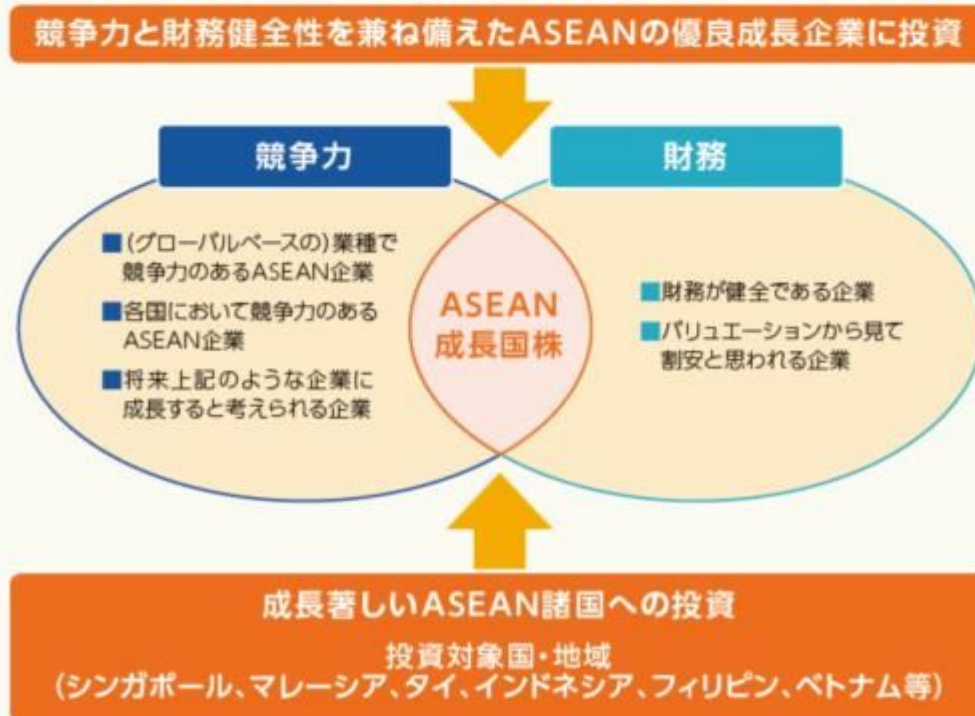 競争力と財務健全性を兼ね備えたASEANの優良成長企業に投資
競争力
財務
■(グローバルベースの)業種で
競争力のあるASEAN企業
■各国において競争力のある
ASEAN企業
■将来上記のような企業に
成長すると考えられる企業
ASEAN
成長国株
■財務が健全である企業
■バリュエーションから見て
割安と思われる企業
成長著しいASEAN諸国への投資
投資対象国・地域
(シンガポール、マレーシア、タイ、インドネシア、フィリピン、ベトナム等)